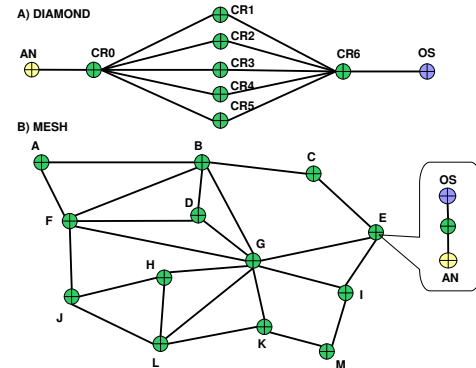 A) DIAMOND
CR1
CR2
AN
CR0
CR3
CR6
OS
CR4
CR5
B) MESH
A
B
C
OS
D
E
F
G
AN
H
I
J
K
L
M